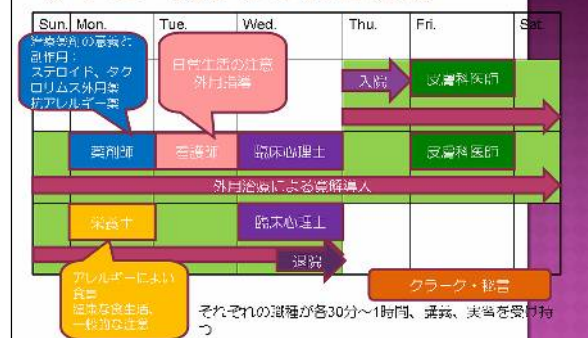 Sun. Mon. Tue. Wed. Thu. Fri. Sat.
治療薬剤の意義と
副作用：
ステロイド、タク
ロリムス外用薬
抗アレルギー薬
日常生活の注意
外用指導
入院
皮膚科医師
薬剤師
看護師
臨床心理士
皮膚科医師
外用治療による寛解導入
栄養士
臨床心理士
退院
アレルギーによい
食事
健康な食生活、
一般的な注意
クラーク・秘書
それぞれの職種が各30分～1時間、講義、実習を受け持
つ